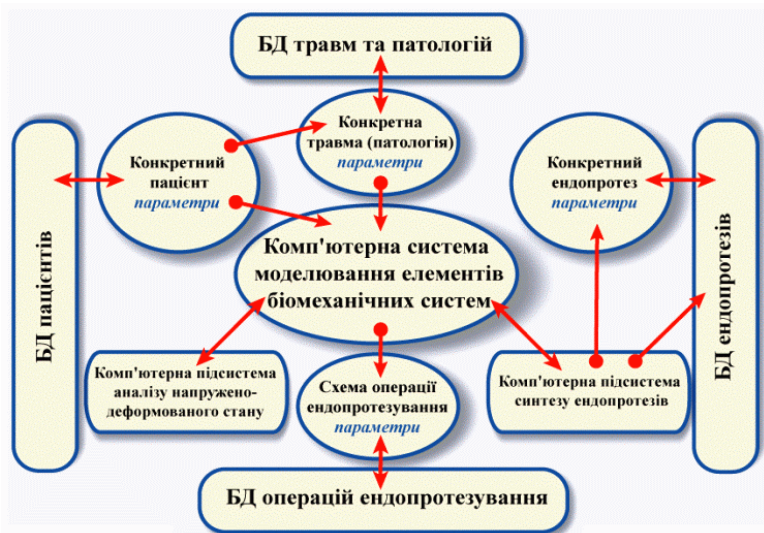 БД травм та патологій
Конкретна
травма (патологія)
параметри
Конкретний
пацієнт
параметри
Конкретний
ендопротез
параметри
БД пацієнтів
Комп'ютерна система
моделювання елементів
біомеханічних систем
БД ендопротезів
Комп'ютерна підсистема
аналізу напружено-
деформованого стану
Схема операції
ендопротезування
параметри
Комп'ютерна підсистема
синтезу ендопротезів
БД операцій ендопротезування